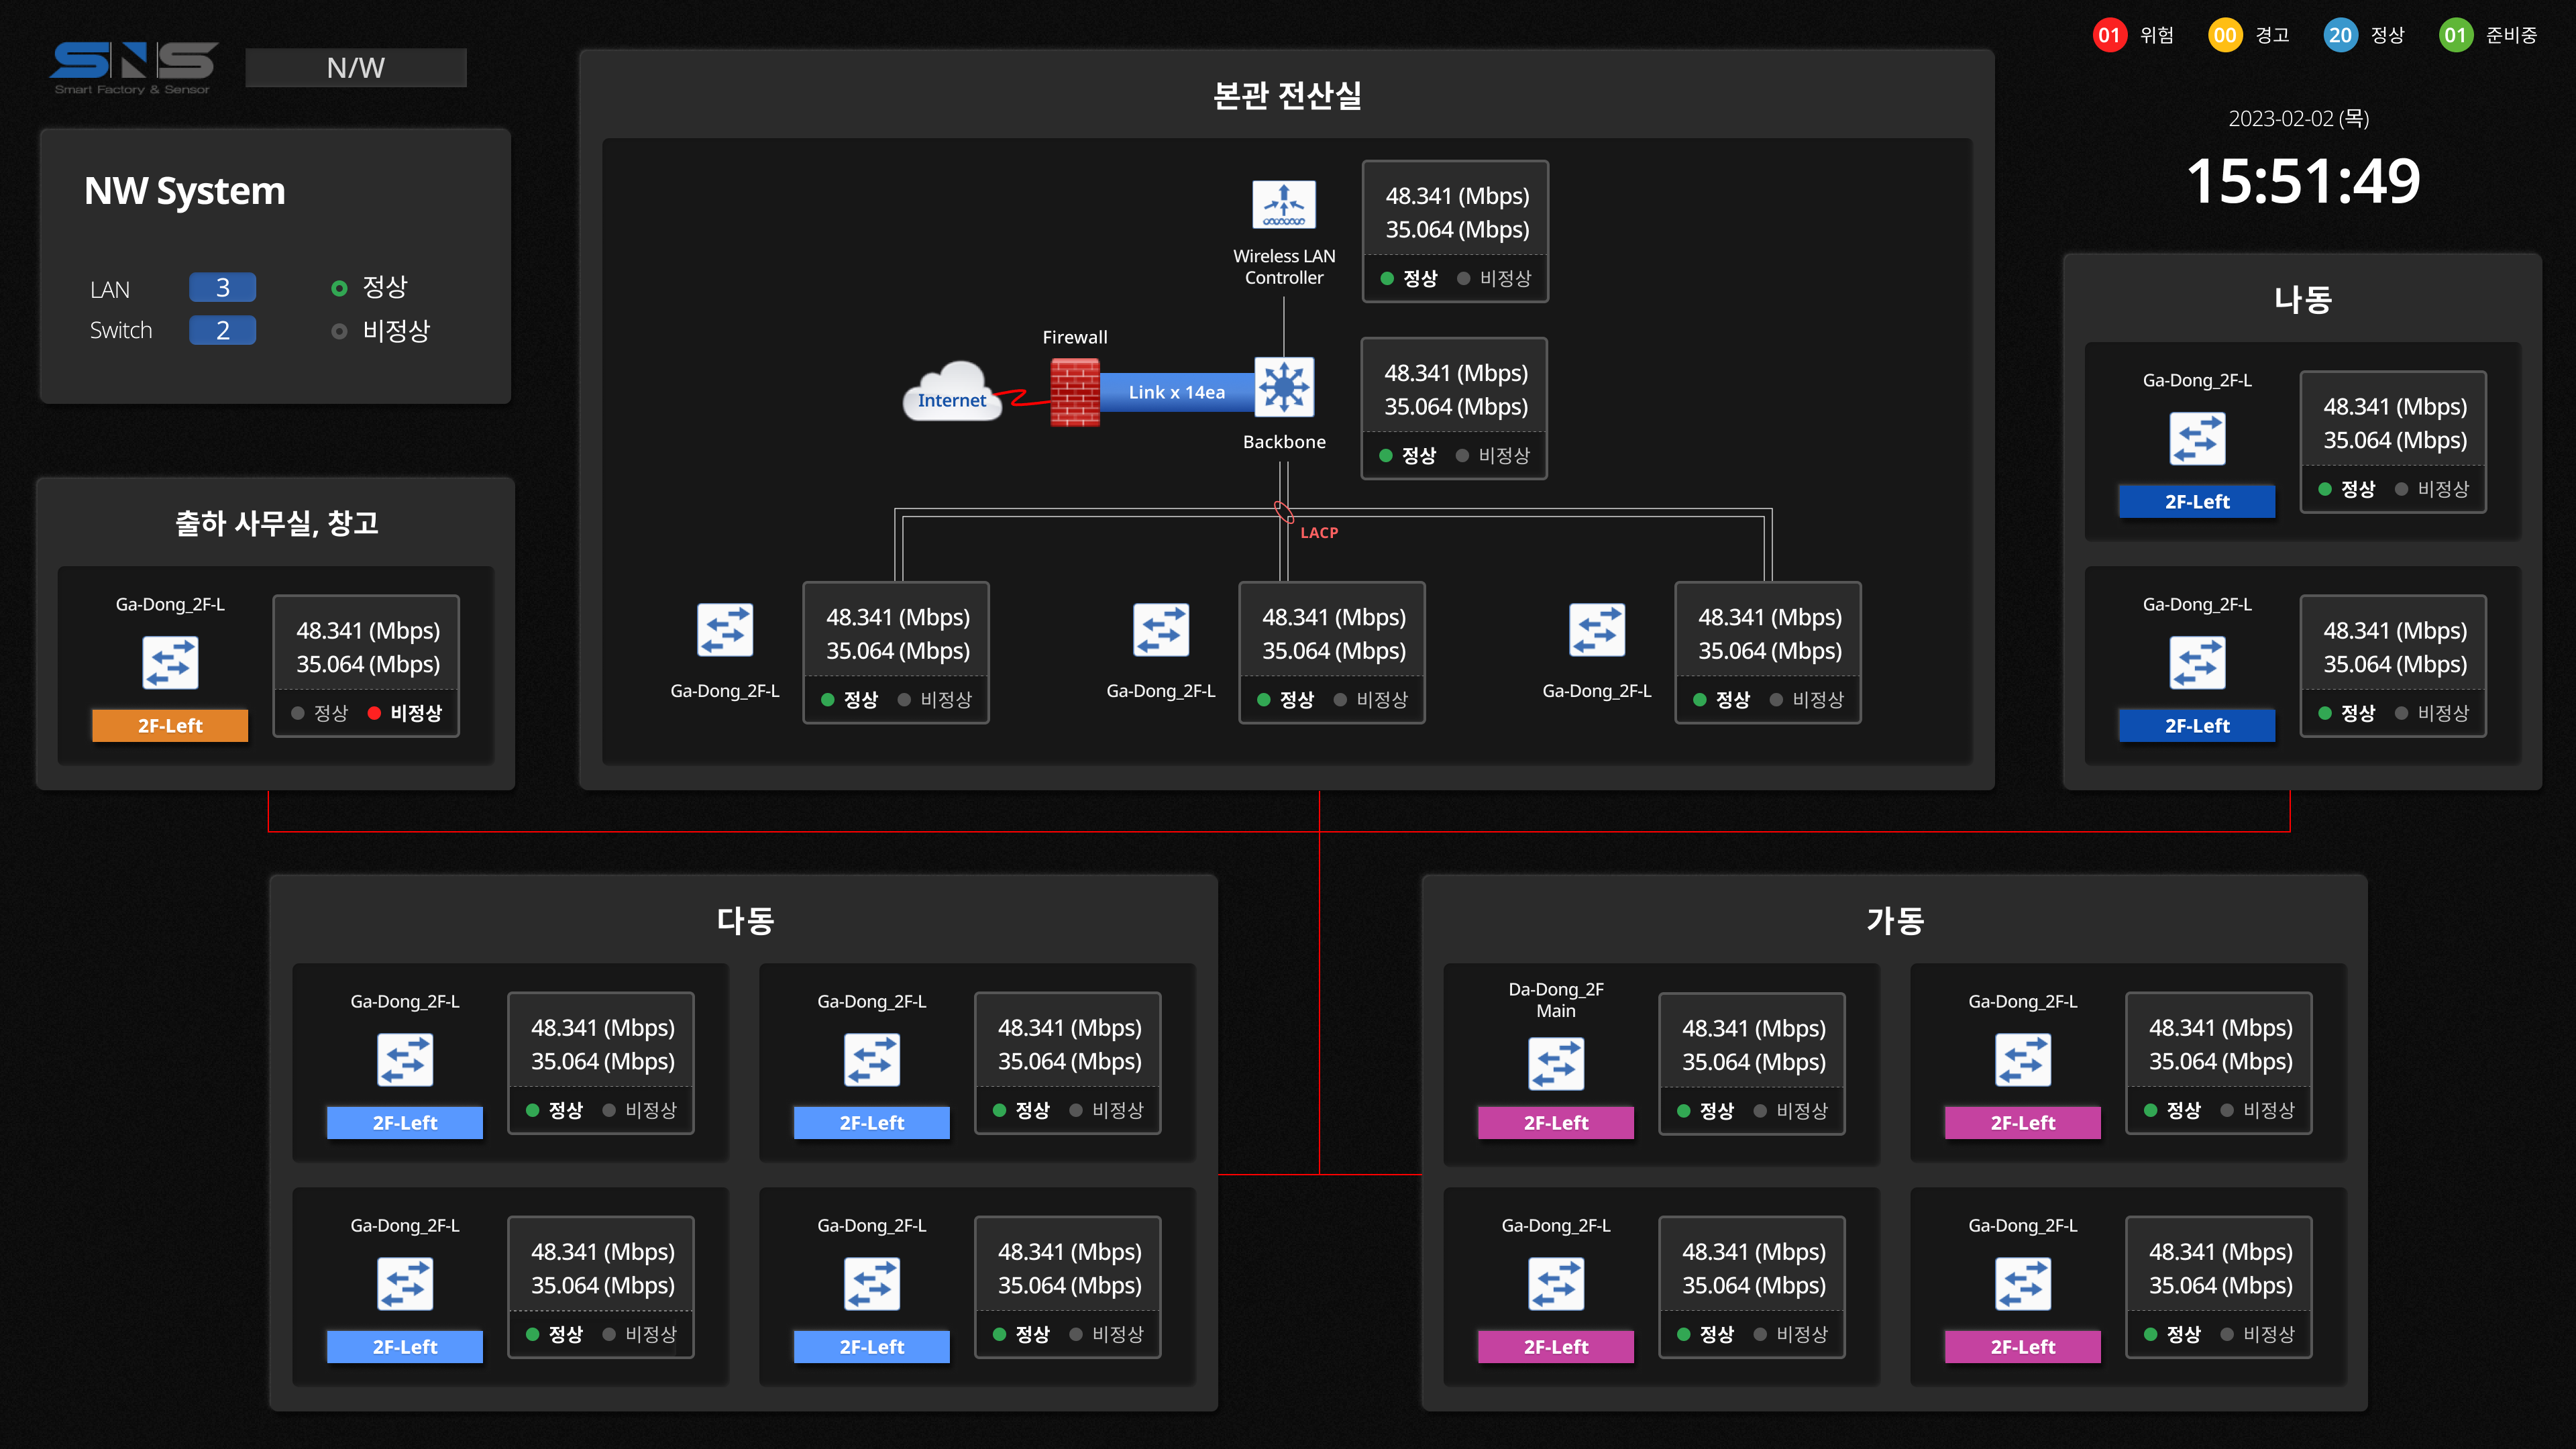 SNS
Smart Factory & Sensor
N/W
01 위험
00 경고
20 정상
01 준비중
2023-02-02 (목)
15:51:49
NW System
LAN 3
Switch 2
정상
비정상
출하 사무실, 창고
Ga-Dong_2F-L
2F-Left
48.341 (Mbps)
35.064 (Mbps)
정상 비정상
본관 전산실
Wireless LAN
Controller
48.341 (Mbps)
35.064 (Mbps)
정상 비정상
Internet
Firewall
Link x 14ea
Backbone
48.341 (Mbps)
35.064 (Mbps)
정상 비정상
LACP
Ga-Dong_2F-L
48.341 (Mbps)
35.064 (Mbps)
정상 비정상
Ga-Dong_2F-L
48.341 (Mbps)
35.064 (Mbps)
정상 비정상
Ga-Dong_2F-L
48.341 (Mbps)
35.064 (Mbps)
정상 비정상
나동
Ga-Dong_2F-L
2F-Left
48.341 (Mbps)
35.064 (Mbps)
정상 비정상
Ga-Dong_2F-L
2F-Left
48.341 (Mbps)
35.064 (Mbps)
정상 비정상
다동
Ga-Dong_2F-L
2F-Left
48.341 (Mbps)
35.064 (Mbps)
정상 비정상
Ga-Dong_2F-L
2F-Left
48.341 (Mbps)
35.064 (Mbps)
정상 비정상
Ga-Dong_2F-L
2F-Left
48.341 (Mbps)
35.064 (Mbps)
정상 비정상
Ga-Dong_2F-L
2F-Left
48.341 (Mbps)
35.064 (Mbps)
정상 비정상
가동
Da-Dong_2F
Main
2F-Left
48.341 (Mbps)
35.064 (Mbps)
정상 비정상
Ga-Dong_2F-L
2F-Left
48.341 (Mbps)
35.064 (Mbps)
정상 비정상
Ga-Dong_2F-L
2F-Left
48.341 (Mbps)
35.064 (Mbps)
정상 비정상
Ga-Dong_2F-L
2F-Left
48.341 (Mbps)
35.064 (Mbps)
정상 비정상